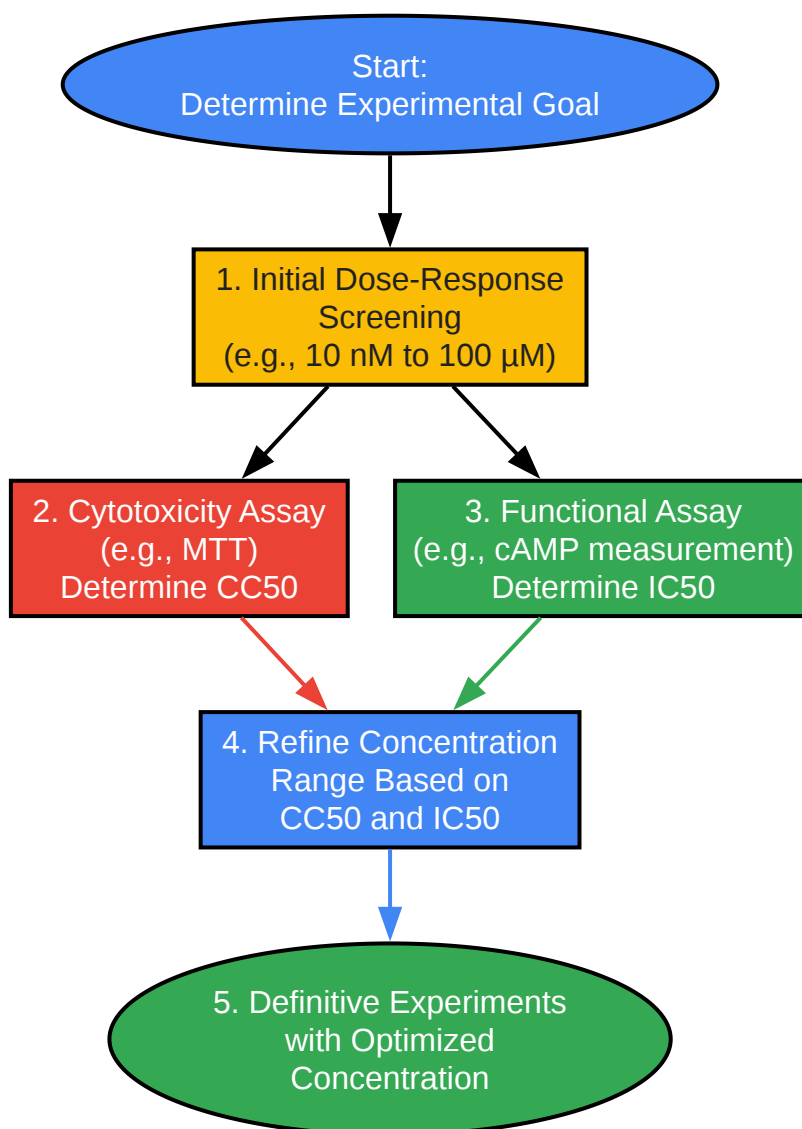 Start:
Determine Experimental Goal
1. Initial Dose-Response
Screening
(e.g., 10 nM to 100 µM)
2. Cytotoxicity Assay
(e.g., MTT)
Determine CC50
3. Functional Assay
(e.g., cAMP measurement)
Determine IC50
4. Refine Concentration
Range Based on
CC50 and IC50
5. Definitive Experiments
with Optimized
Concentration